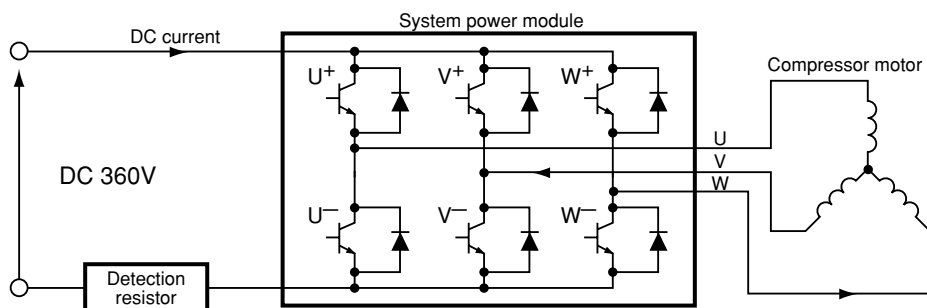 System power module
DC current
U+
V+
W+
Compressor motor
U
V
W
DC 360V
U−
V−
W−
Detection
resistor